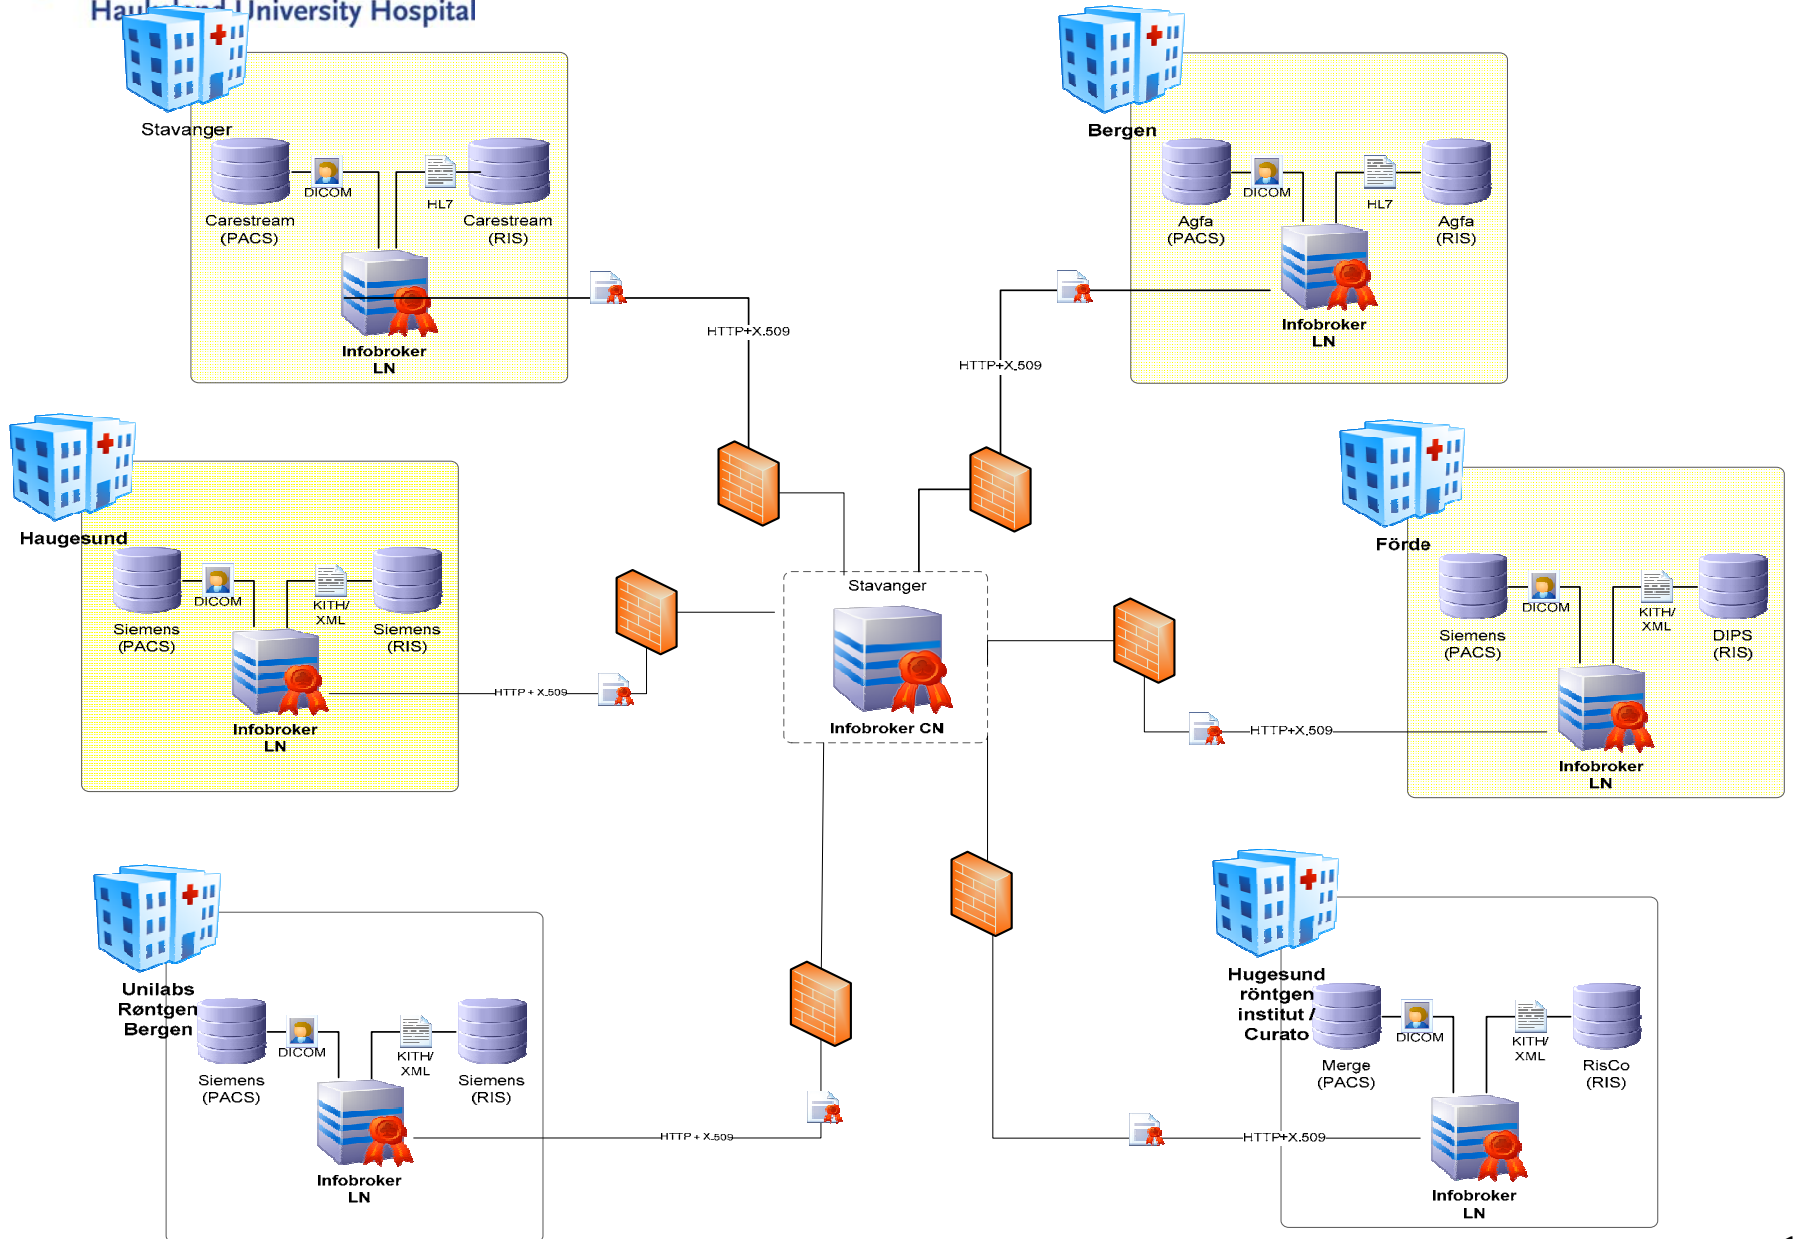 University Hospital
Stavanger
DICOM
HL7
Carestream
(PACS)
Carestream
(RIS)
Infobroker
LN
HTTP+X.509
Bergen
DICOM
HL7
Agfa
(PACS)
Agfa
(RIS)
Infobroker
LN
HTTP+X.509
Haugesund
DICOM
KITH/
XML
Siemens
(PACS)
Siemens
(RIS)
Infobroker
LN
HTTP + X.509
Stavanger
Infobroker CN
Förde
DICOM
KITH/
XML
Siemens
(PACS)
DIPS
(RIS)
Infobroker
LN
HTTP+X.509
Unilabs
Røntgen
Bergen
DICOM
KITH/
XML
Siemens
(PACS)
Siemens
(RIS)
Infobroker
LN
HTTP + X.509
Hugesund
röntgen
institut /
Curato
DICOM
KITH/
XML
Merge
(PACS)
RisCo
(RIS)
Infobroker
LN
HTTP+X.509